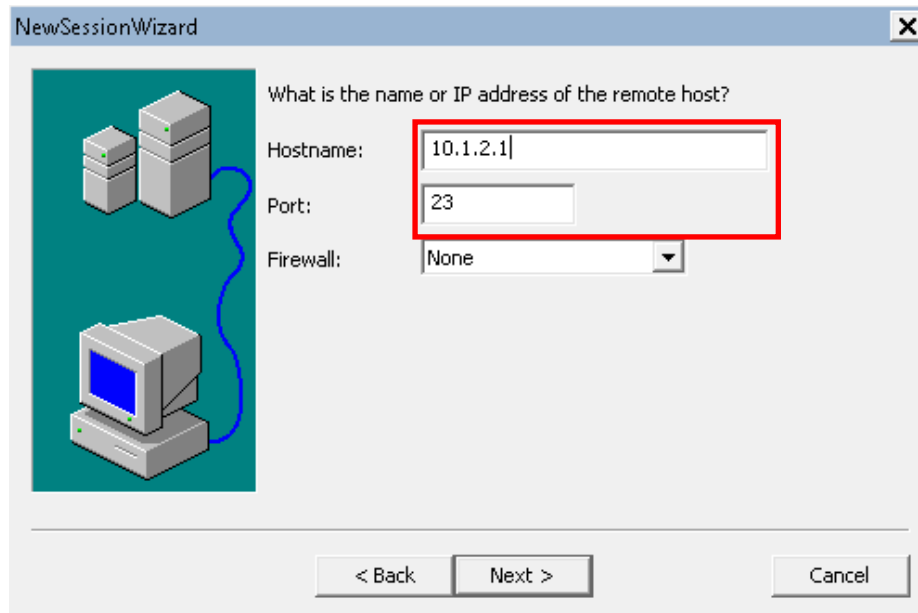 NewSessionWizard
What is the name or IP address of the remote host?
Hostname: 10.1.2.1
Port: 23
Firewall: None
< Back Next > Cancel